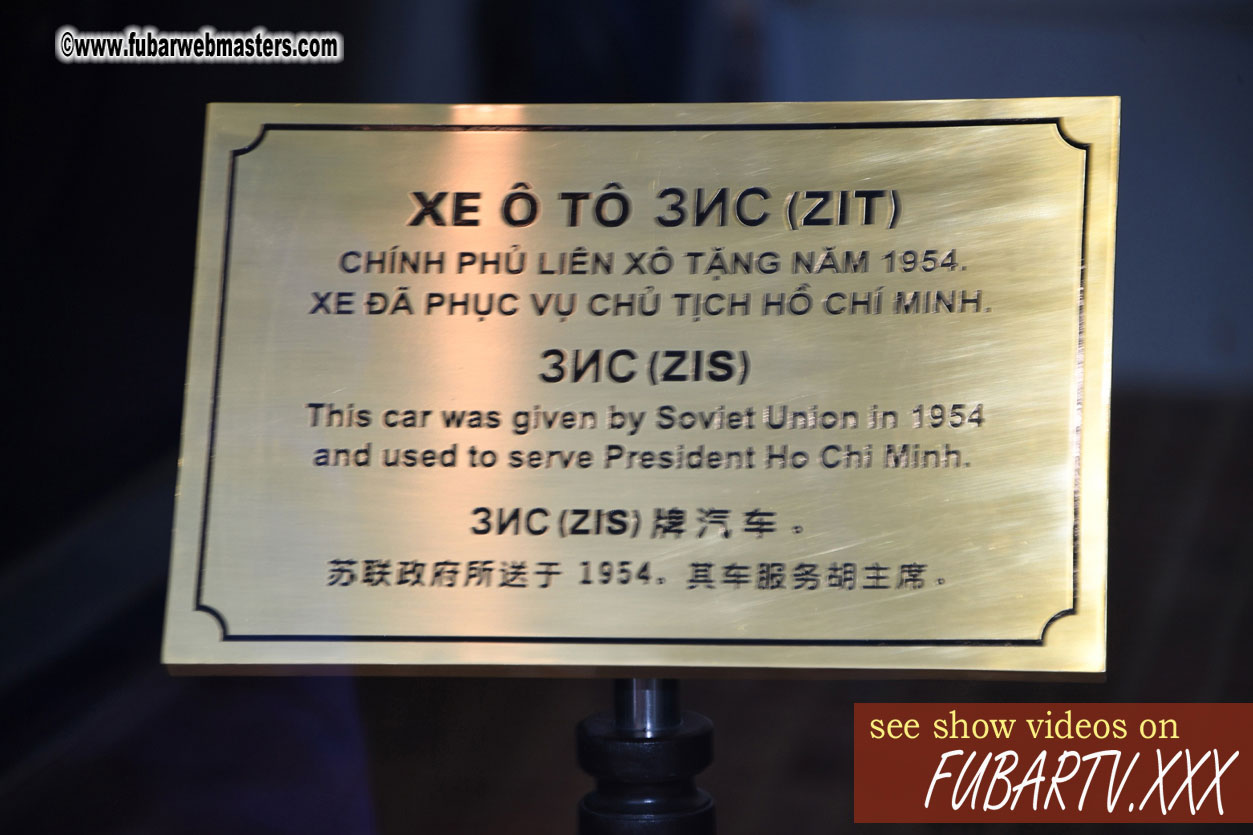 ©www.fubarwebmasters.com
XE Ô TÔ ЗИС (ZIT)
CHÍNH PHỦ LIÊN XÔ TẶNG NĂM 1954.
XE ĐÃ PHỤC VỤ CHỦ TỊCH HỒ CHÍ MINH.
ЗИС (ZIS)
This car was given by Soviet Union in 1954
and used to serve President Ho Chi Minh.
ЗИС (ZIS) 牌汽车。
苏联政府所送于 1954。其车服务胡主席。
see show videos on
FUBARTV.XXX